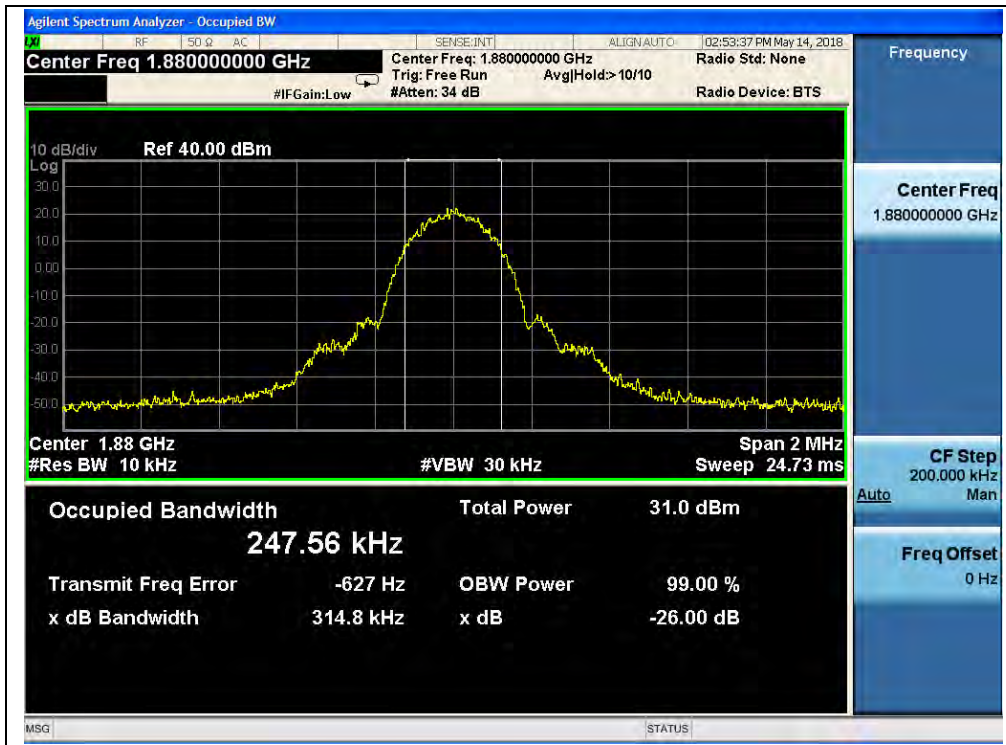 Agilent Spectrum Analyzer - Occupied BW
LXI RF 50 Ω AC SENSE:INT ALIGN AUTO 02:53:37 PM May 14, 2018
Center Freq 1.880000000 GHz
Center Freq: 1.880000000 GHz
Radio Std: None
Trig: Free Run Avg|Hold:>10/10
#IFGain:Low
#Atten: 34 dB
Radio Device: BTS
10 dB/div Ref 40.00 dBm
Log
30.0
20.0
10.0
0.00
-10.0
-20.0
-30.0
-40.0
-50.0
Center 1.88 GHz Span 2 MHz
#Res BW 10 kHz #VBW 30 kHz Sweep 24.73 ms
Occupied Bandwidth Total Power 31.0 dBm
247.56 kHz
Transmit Freq Error -627 Hz OBW Power 99.00 %
x dB Bandwidth 314.8 kHz x dB -26.00 dB
MSG STATUS
Frequency
Center Freq
1.880000000 GHz
CF Step
200.000 kHz
Auto Man
Freq Offset
0 Hz